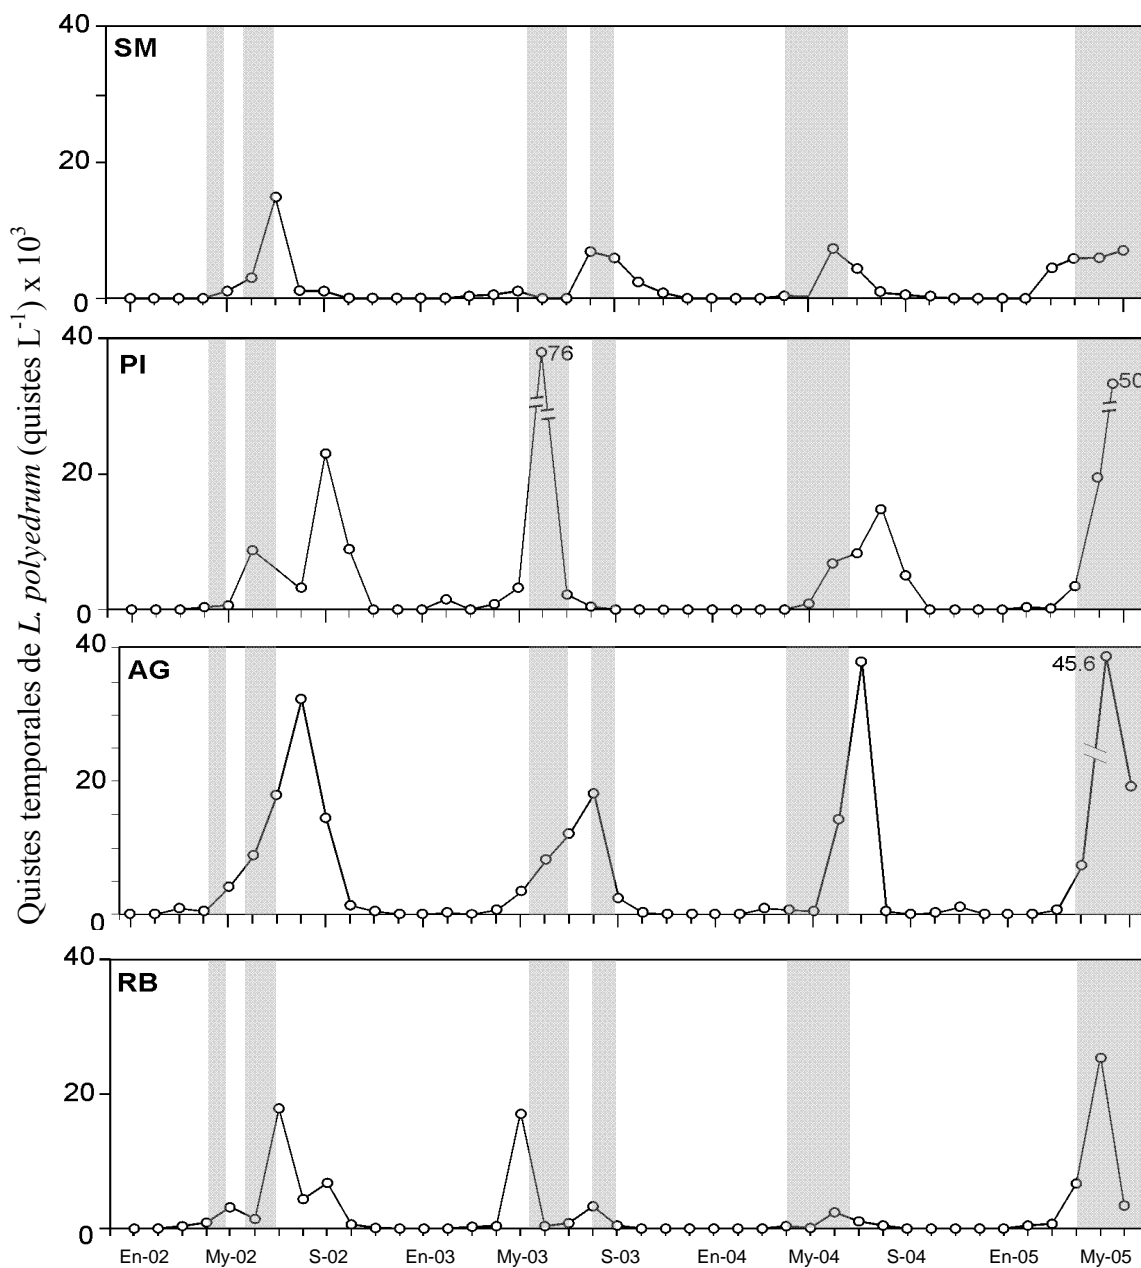 Quistes temporales de L. polyedrum (quistes L⁻¹) x 10³
40
SM
20
0
40
PI
76
50
20
0
40
AG
45.6
20
0
40
RB
20
0
En-02 My-02 S-02 En-03 My-03 S-03 En-04 My-04 S-04 En-05 My-05